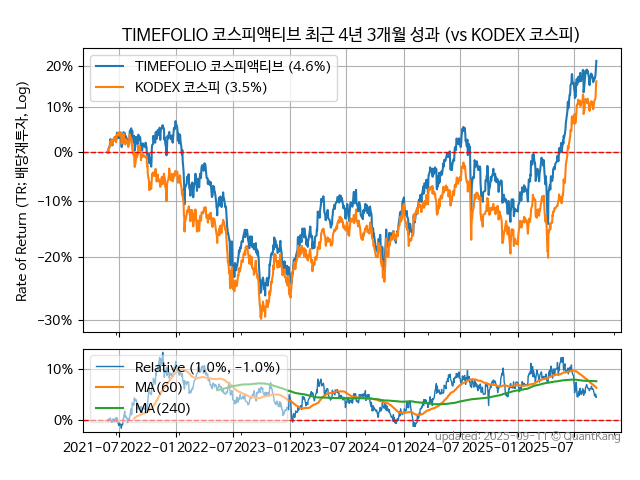 TIMEFOLIO 코스피액티브 최근 4년 3개월 성과 (vs KODEX 코스피)
Rate of Return (TR: 배당재투자, Log)
20%
10%
0%
−10%
−20%
−30%
TIMEFOLIO 코스피액티브 (4.6%)
KODEX 코스피 (3.5%)
10%
0%
Relative (1.0%, −1.0%)
MA(60)
MA(240)
2021-07 2022-01 2022-07 2023-01 2023-07 2024-01 2024-07 2025-01 2025-07
updated: 2025-09-11 © QuantKang